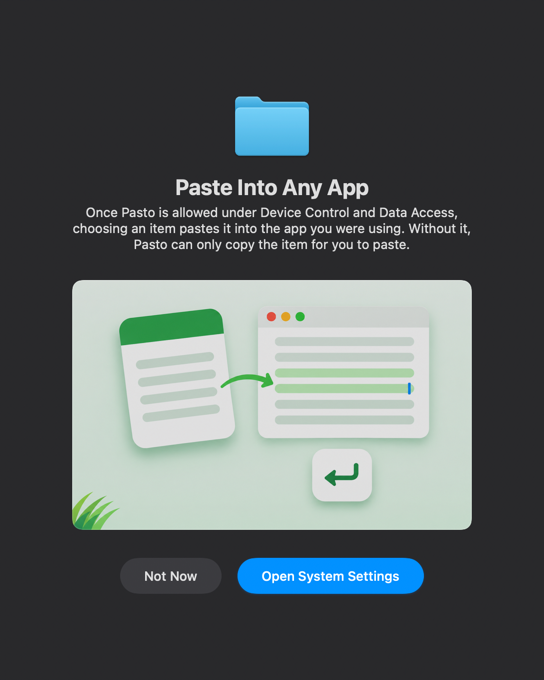 Paste Into Any App
Once Pasto is allowed under Device Control and Data Access,
choosing an item pastes it into the app you were using. Without it,
Pasto can only copy the item for you to paste.
Not Now
Open System Settings